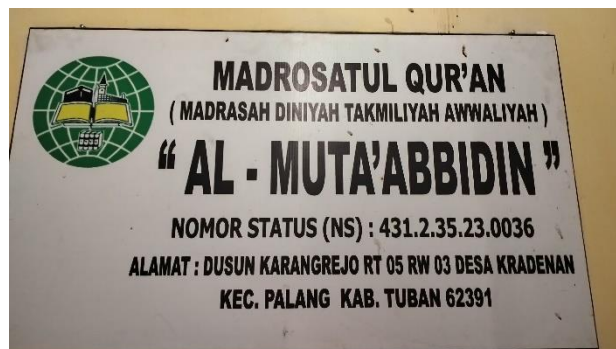 MADROSATUL QUR'AN
( MADRASAH DINIYAH TAKMILIYAH AWWALIYAH )
“ AL - MUTA'ABBIDIN ”
NOMOR STATUS (NS) : 431.2.35.23.0036
ALAMAT : DUSUN KARANGREJO RT 05 RW 03 DESA KRADENAN
KEC. PALANG KAB. TUBAN 62391